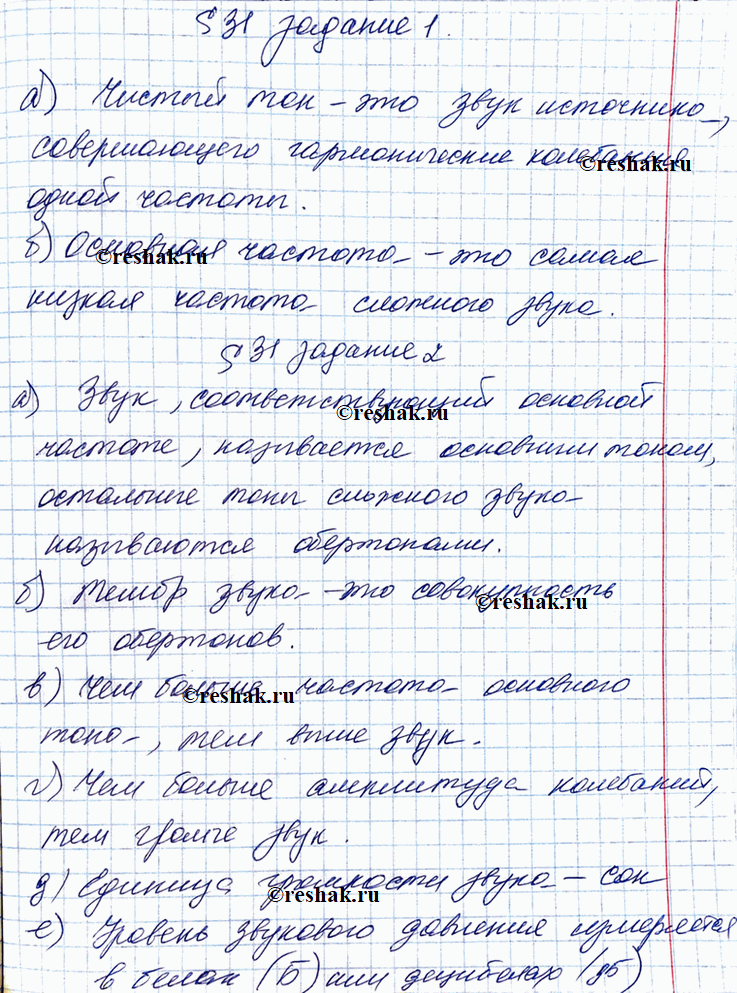 §31 задание 1.
а) Чистый тон – это звук источника,
совершающего гармонические колебания
©reshak.ru
одной частоты.
б) Основная частота – это самая
©reshak.ru
низкая частота сложного звука.
§31 задание 2
а) Звук, соответствующий основной
©reshak.ru
частоте, называется основным тоном,
остальные тоны сложного звука
называются обертонами.
б) Тембр звука – это совокупность
©reshak.ru
его обертонов.
в) Чем больше частота основного
©reshak.ru
тона, тем выше звук.
г) Чем больше амплитуда колебаний,
тем громче звук.
д) Единица громкости звука – сон
©reshak.ru
е) Уровень звукового давления измеряется
в белах (Б) или децибелах (дБ)